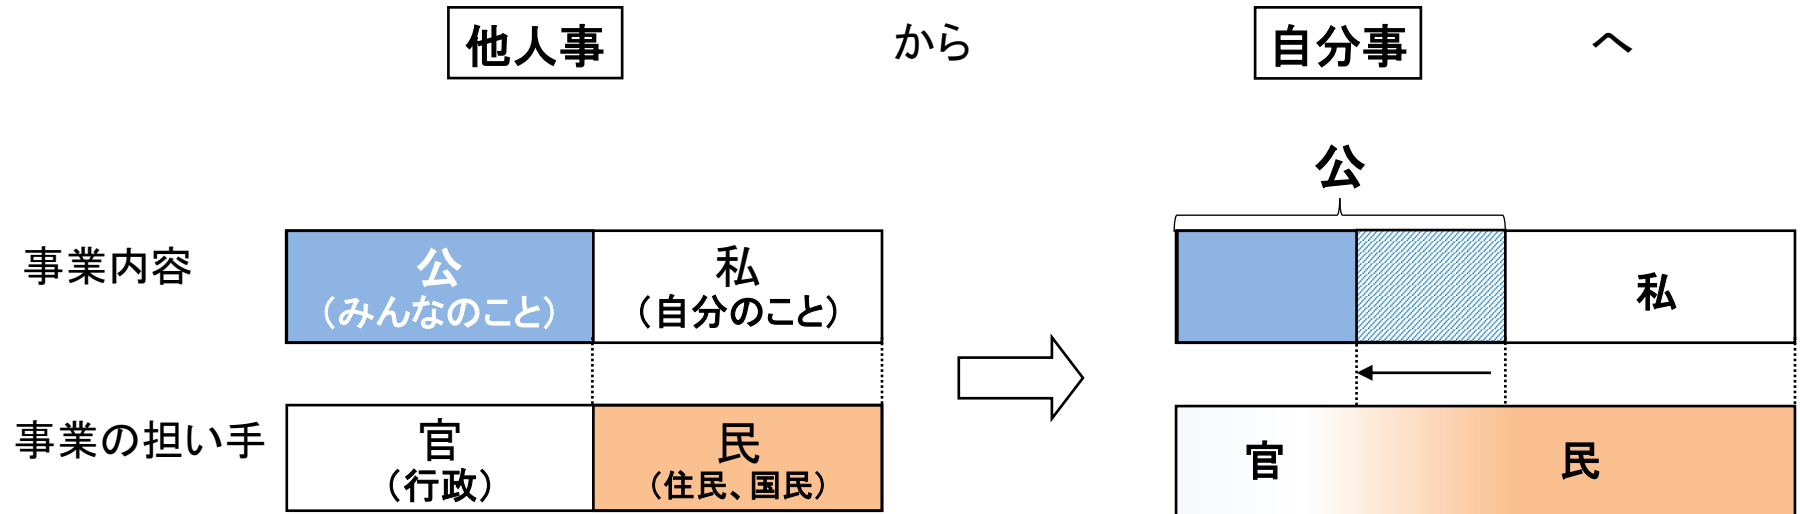 他人事 から 自分事 へ
公
事業内容
公
（みんなのこと）
私
（自分のこと）
私
事業の担い手
官
（行政）
民
（住民、国民）
官
民